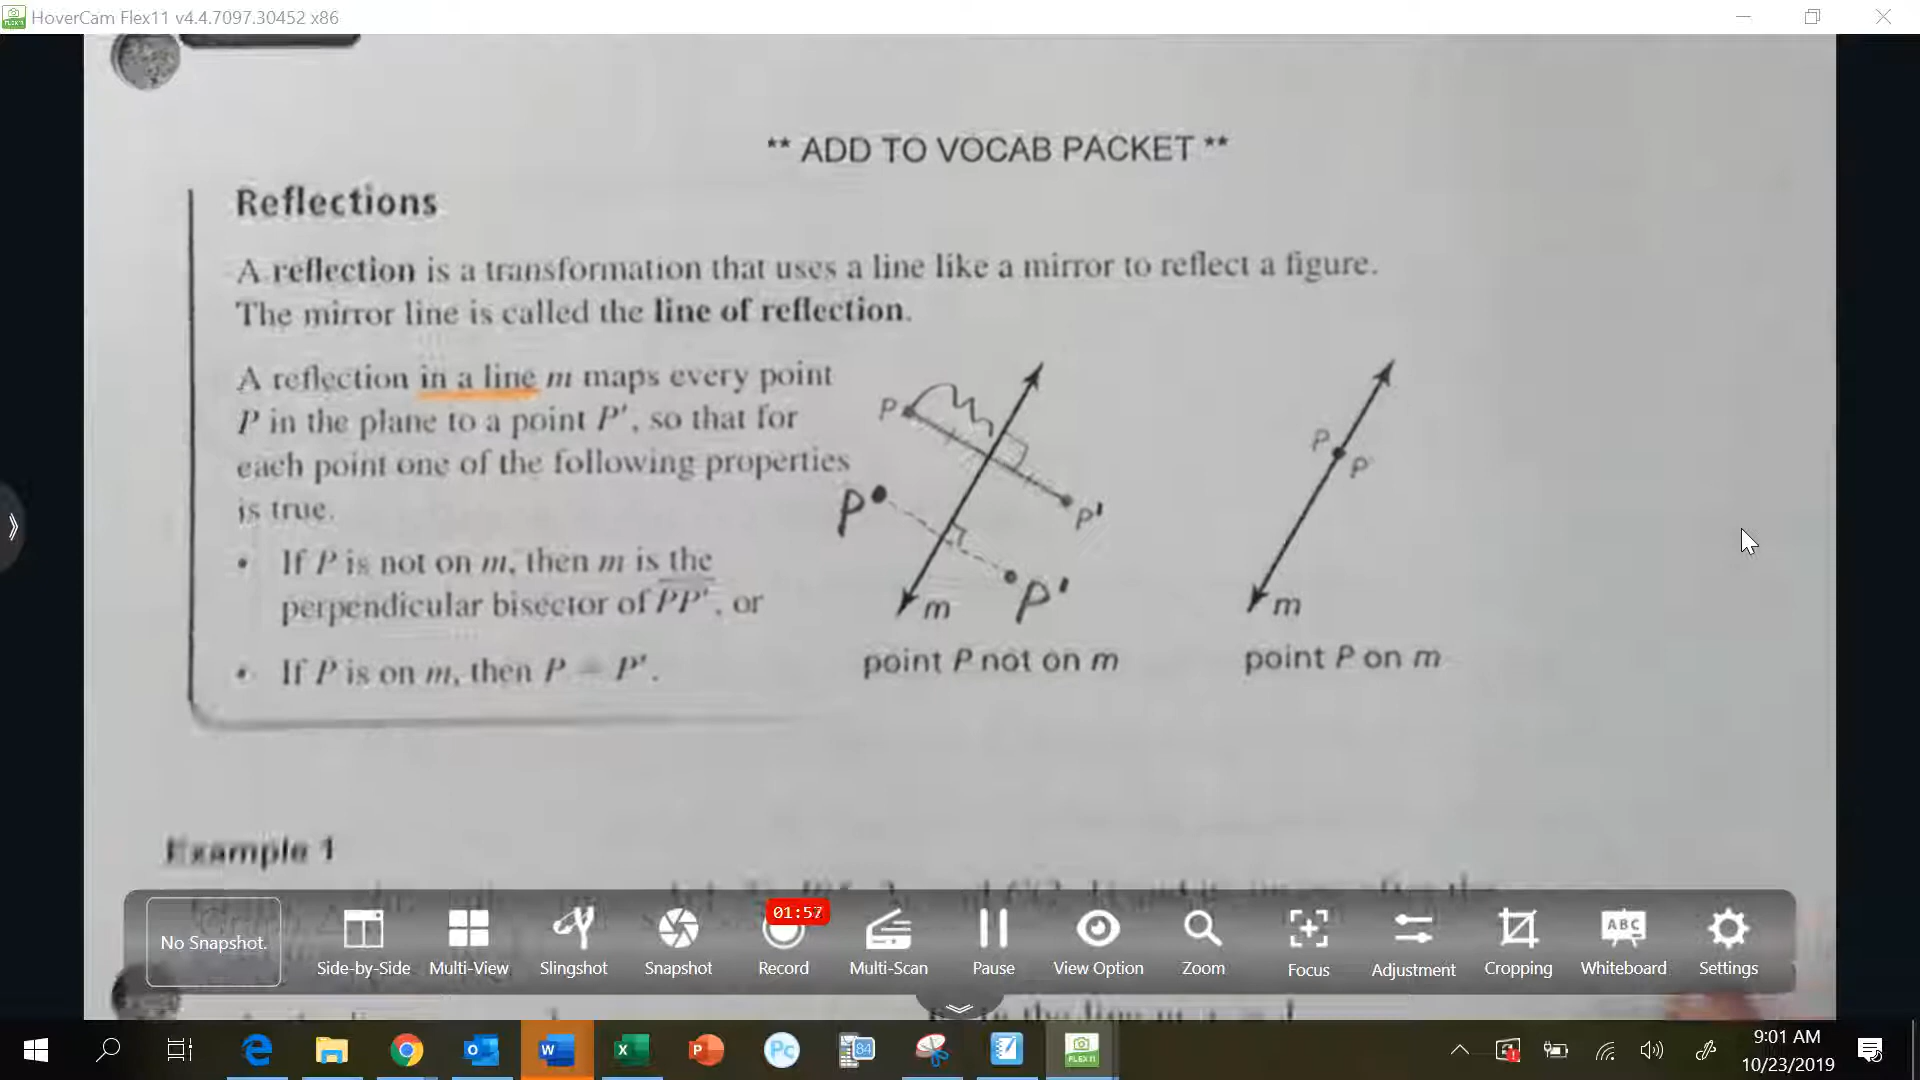 HoverCam Flex11 v4.4.7097.30452 x86
** ADD TO VOCAB PACKET **
Reflections
A reflection is a transformation that uses a line like a mirror to reflect a figure.
The mirror line is called the line of reflection.
A reflection in a line m maps every point
P in the plane to a point P', so that for
each point one of the following properties
is true.
• If P is not on m, then m is the
perpendicular bisector of PP', or
• If P is on m, then P = P'.
P
P'
P
P'
m
point P not on m
P
P
m
point P on m
Example 1
No Snapshot.
Side-by-Side
Multi-View
Slingshot
Snapshot
01:57
Record
Multi-Scan
Pause
View Option
Zoom
Focus
Adjustment
Cropping
ABC
Whiteboard
Settings
9:01 AM
10/23/2019